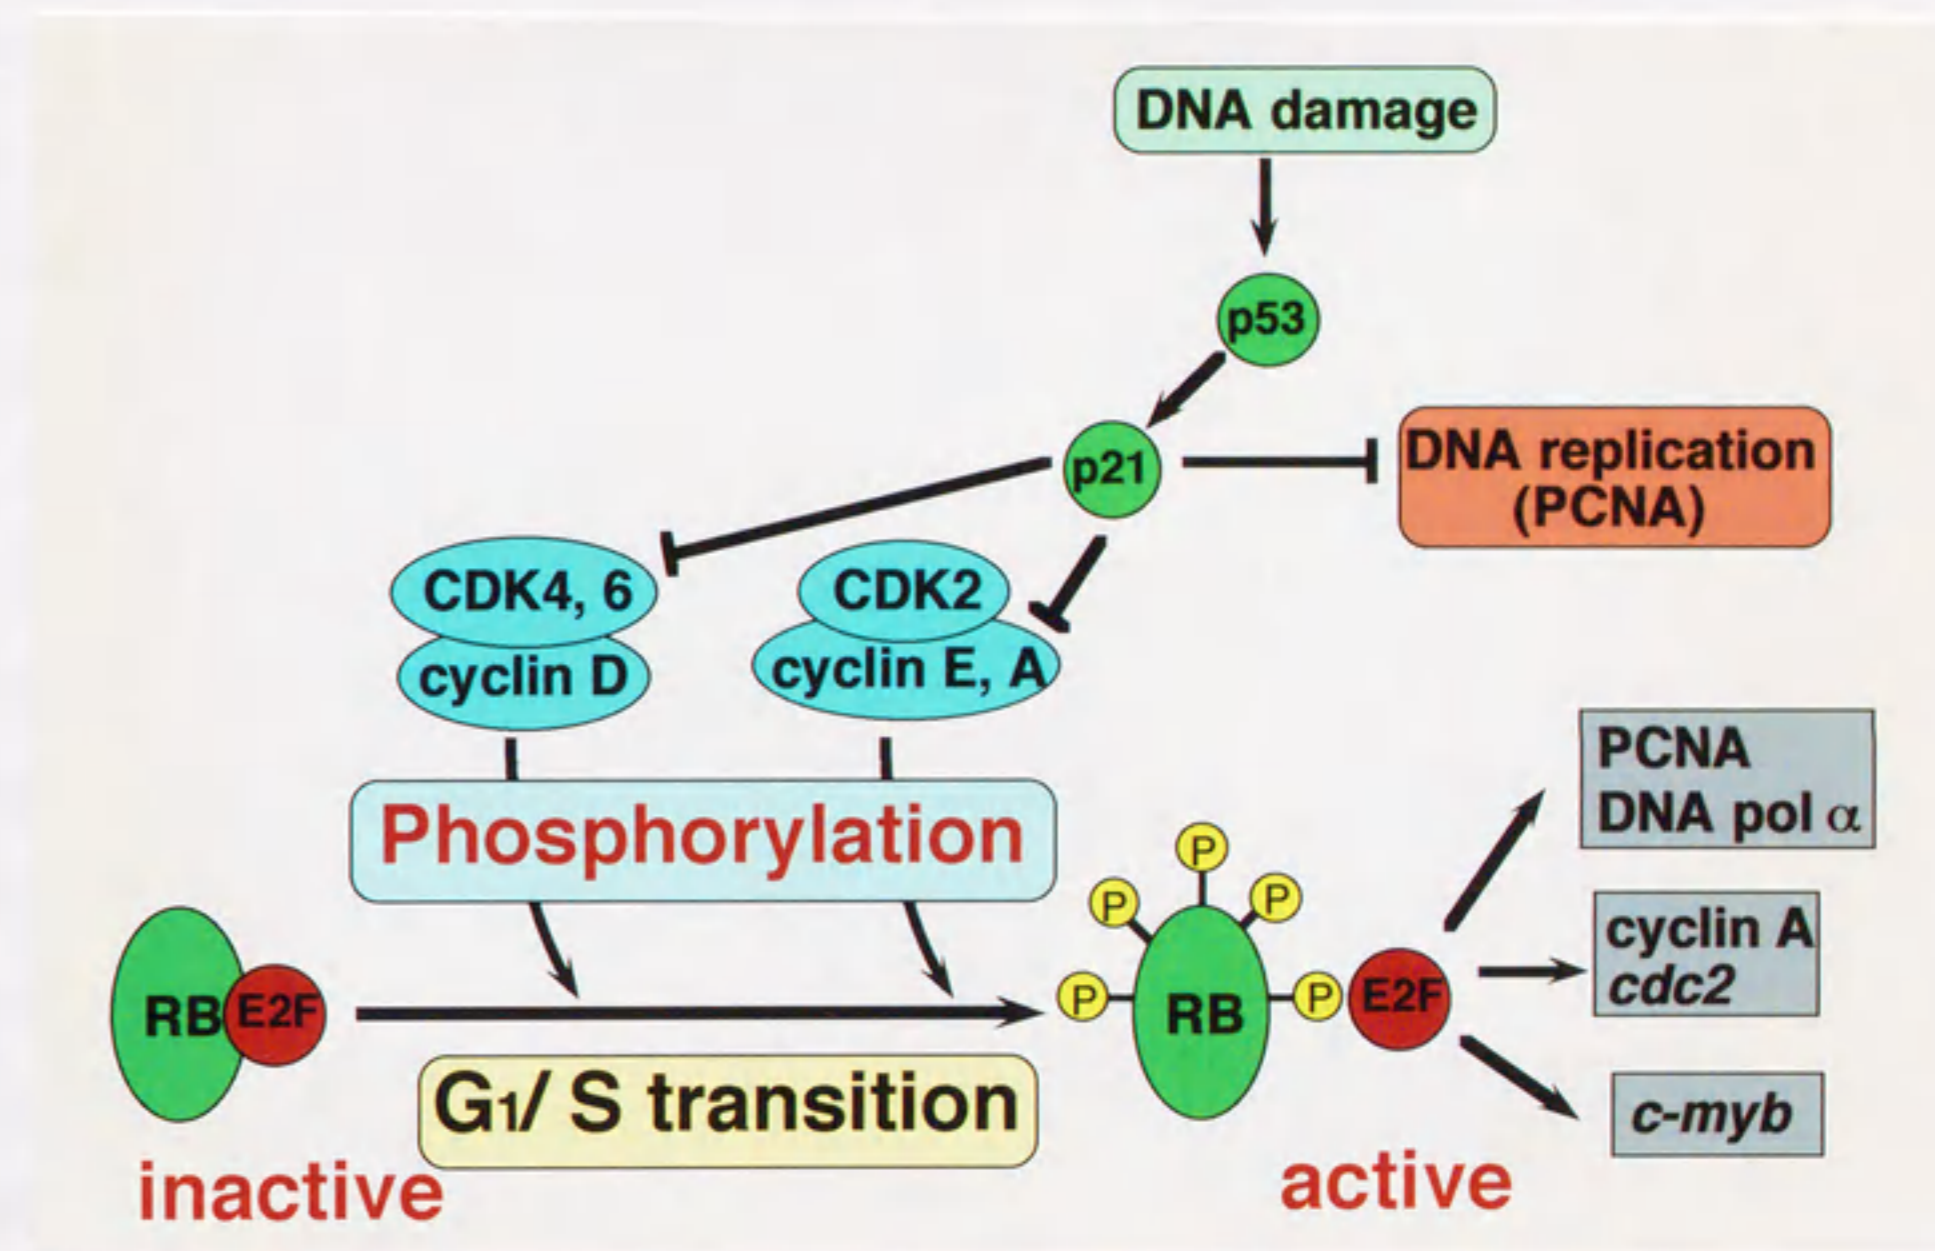 DNA damage
p53
p21
DNA replication
(PCNA)
CDK4, 6
cyclin D
CDK2
cyclin E, A
Phosphorylation
PCNA
DNA pol α
P
P
P
P
P
RB
E2F
RB
E2F
cyclin A
cdc2
c-myb
G1/ S transition
inactive
active